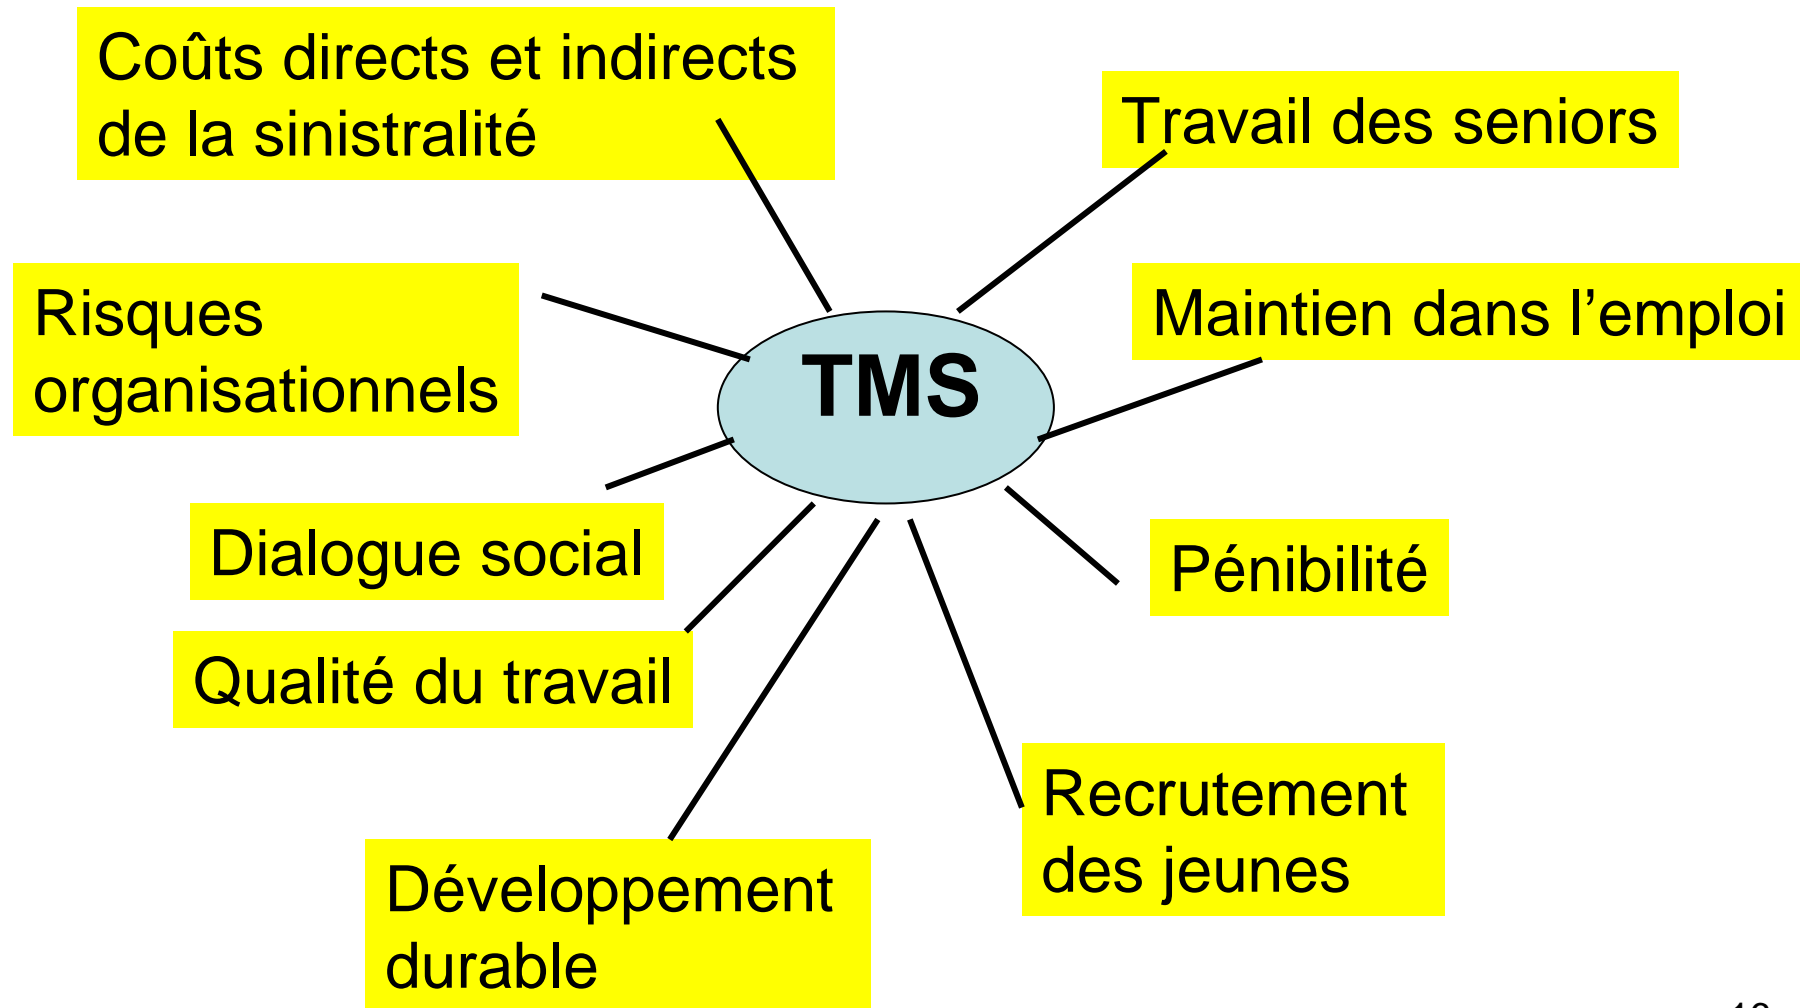 Coûts directs et indirects
de la sinistralité
Travail des seniors
Risques
organisationnels
Maintien dans l’emploi
TMS
Dialogue social
Pénibilité
Qualité du travail
Recrutement
des jeunes
Développement
durable